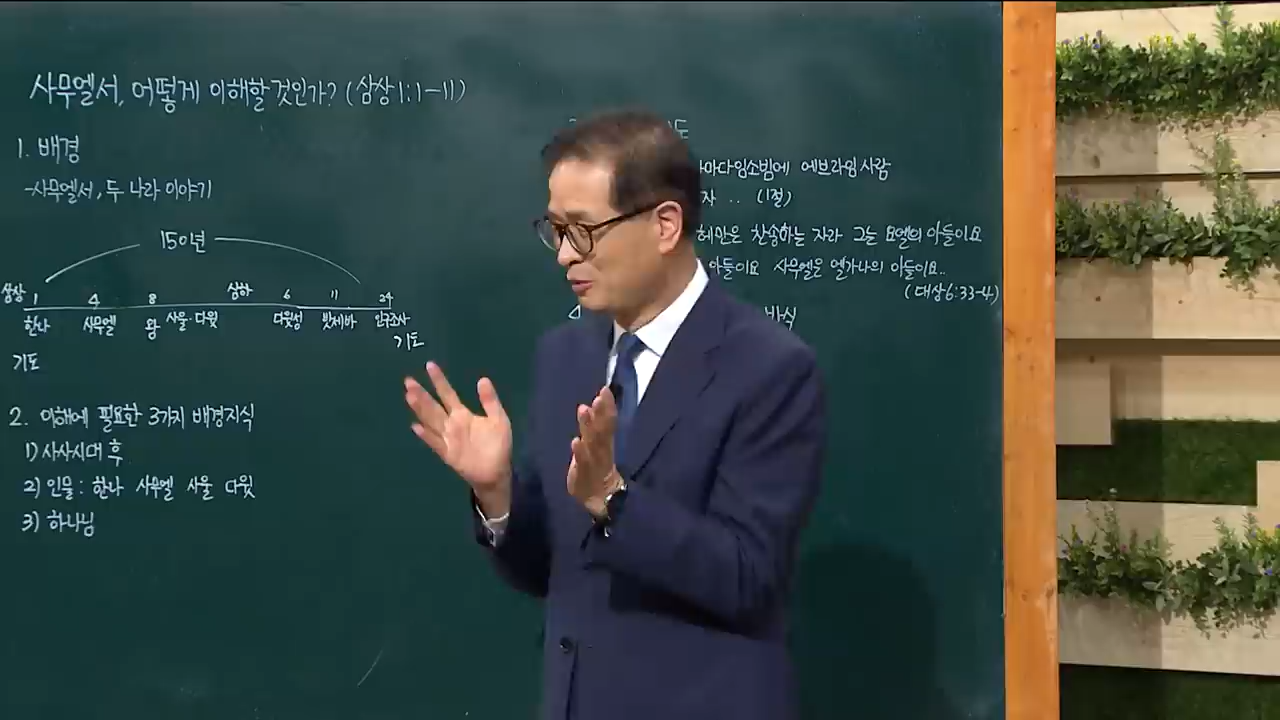 사무엘서, 어떻게 이해할 것인가? (삼상 1:1-11)
1. 배경
-사무엘서, 두 나라 이야기
150년
삼상 1 4 8 삼하 6 11 24
한나 사무엘 왕 사울·다윗 다윗성 밧세바 인구조사
기도 기도
2. 이해에 필요한 3가지 배경지식
1) 사사시대 후
2) 인물: 한나 사무엘 사울 다윗
3) 하나님
도
마다임소빔에 에브라임 사람
자 .. (1절)
헤만은 찬송하는 자라 그는 요엘의 아들이요
아들이요 사무엘은 엘가나의 아들이요..
(대상 6:33-4)
방식